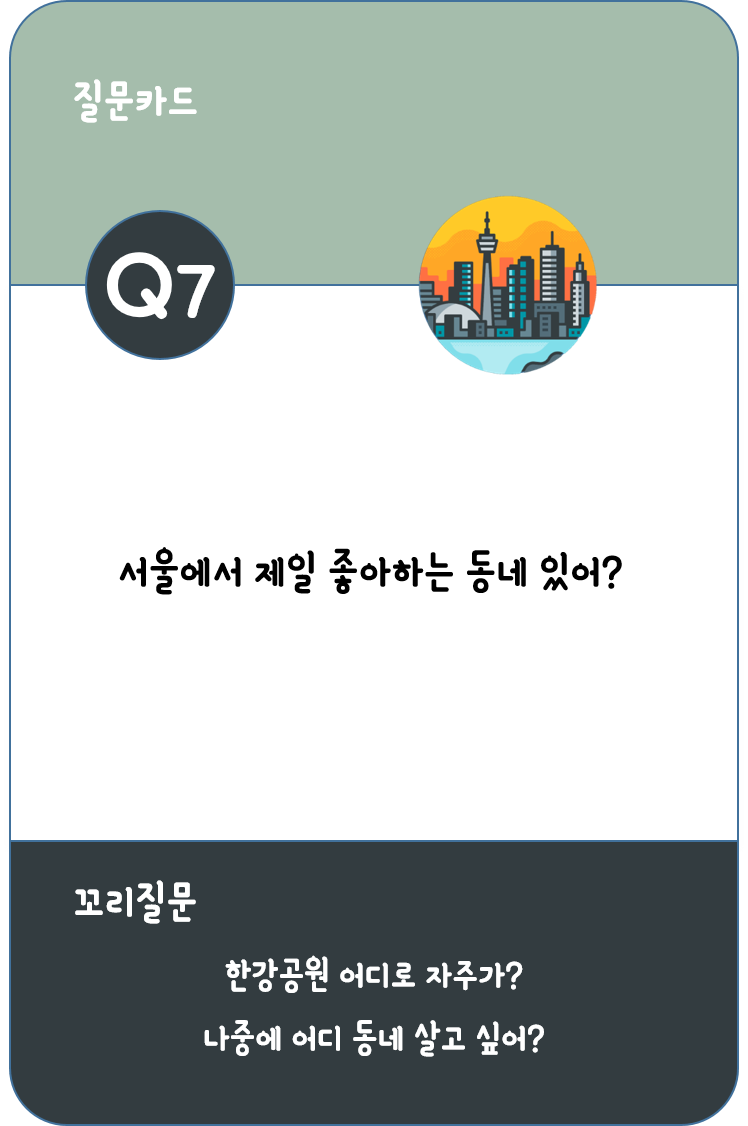 질문카드
Q7
서울에서 제일 좋아하는 동네 있어?
꼬리질문
한강공원 어디로 자주가?
나중에 어디 동네 살고 싶어?